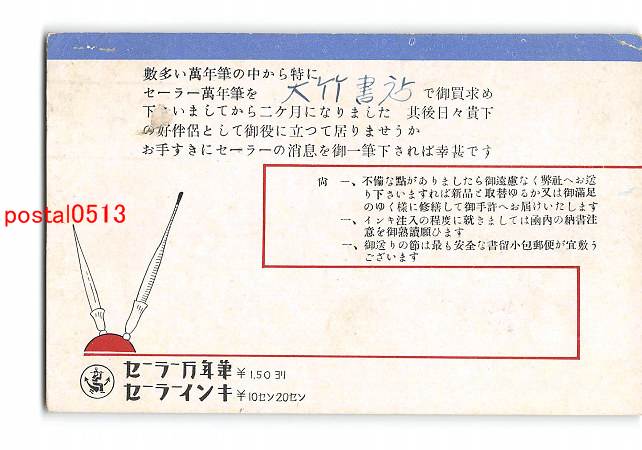 數多い萬年筆の中から特に
セーラー萬年筆を 大竹書店 で御買求め
下さいましてから二ケ月になりました 其後日々貴下
の好伴侶として御役に立つて居りませうか
お手すきにセーラーの消息を御一筆下されば幸甚です
尚 一、不備な點がありましたら御遠慮なく弊社へお送
り下さいますれば新品と取替ゆるか又は御滿足
のゆく樣に修繕して御手許へお届けいたします
一、インキ注入の程度に就きましては凾内の納書注
意を御熟讀願ひます
一、御送りの節は最も安全な書留小包郵便が宜敷う
ございます
postal0513
セーラー万年筆 ¥1.50ヨリ
セーラーインキ ¥10セン20セン